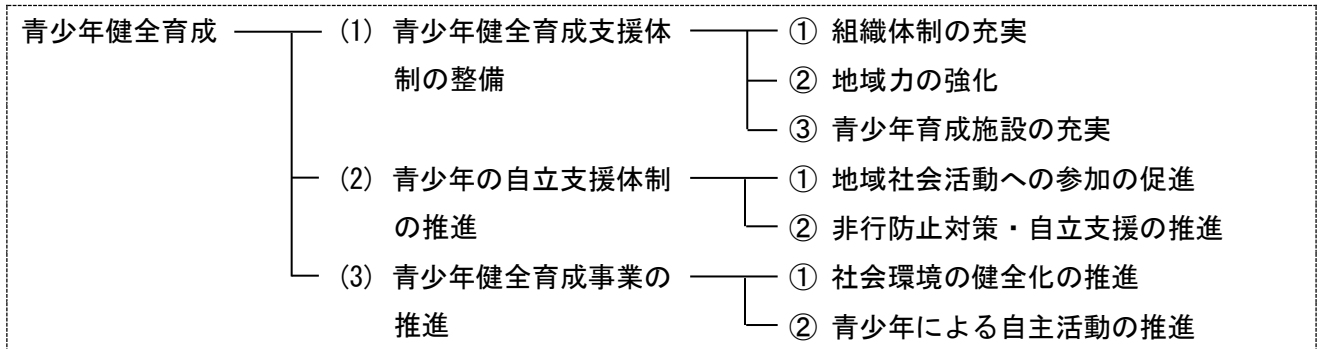 青少年健全育成 (1) 青少年健全育成支援体 ① 組織体制の充実
制の整備 ② 地域力の強化
③ 青少年育成施設の充実
(2) 青少年の自立支援体制 ① 地域社会活動への参加の促進
の推進 ② 非行防止対策・自立支援の推進
(3) 青少年健全育成事業の ① 社会環境の健全化の推進
推進 ② 青少年による自主活動の推進